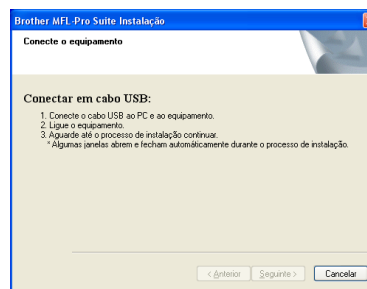 Brother MFL-Pro Suite Instalação
Conecte o equipamento
Conectar em cabo USB:
1. Conecte o cabo USB ao PC e ao equipamento.
2. Ligue o equipamento.
3. Aguarde até o processo de instalação continuar.
* Algumas janelas abrem e fecham automáticamente durante o processo de instalação.
< Anterior Seguinte > Cancelar